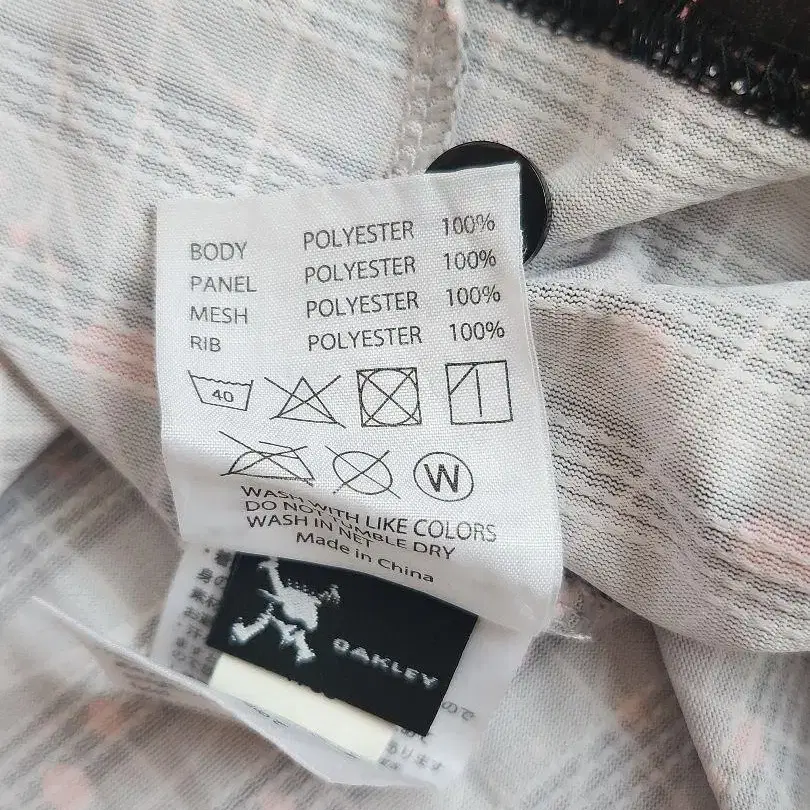 BODY POLYESTER 100%
PANEL POLYESTER 100%
MESH POLYESTER 100%
RIB POLYESTER 100%
40
W
WASH WITH LIKE COLORS
DO NOT TUMBLE DRY
WASH IN NET
Made in China
OAKLEY